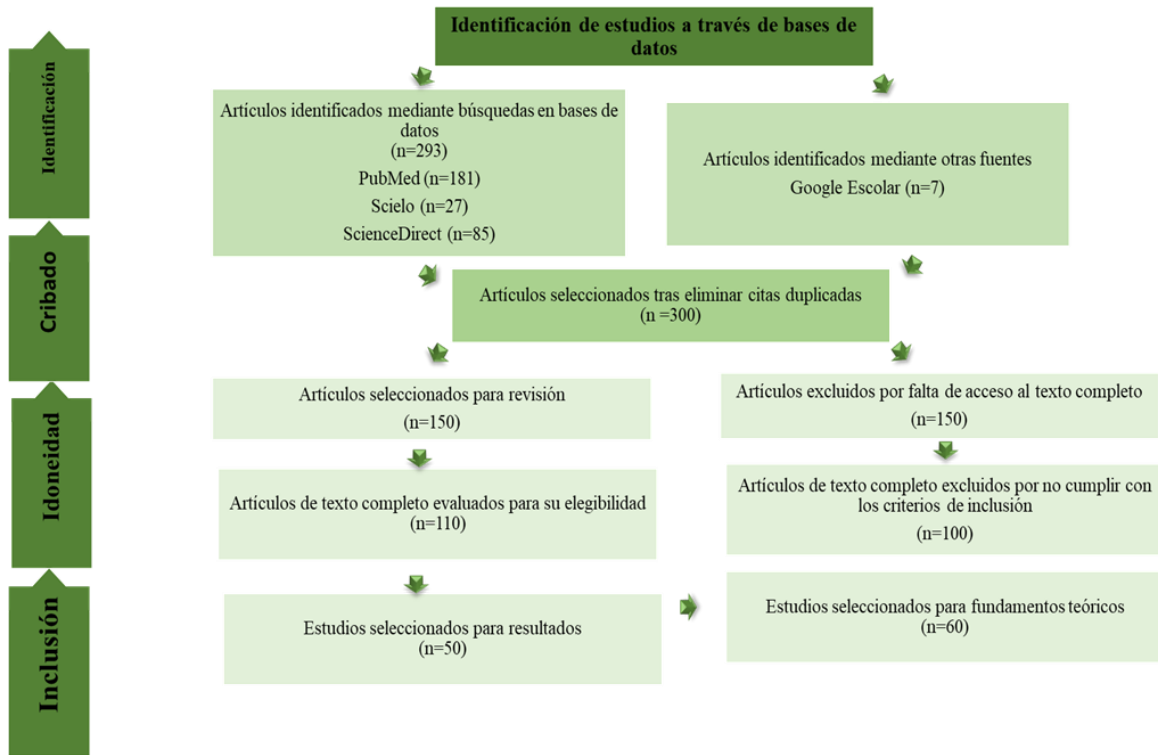 Identificación de estudios a través de bases de
datos
Identificación
Artículos identificados mediante búsquedas en bases de
datos
(n=293)
PubMed (n=181)
Scielo (n=27)
ScienceDirect (n=85)
Artículos identificados mediante otras fuentes
Google Escolar (n=7)
Cribado
Artículos seleccionados tras eliminar citas duplicadas
(n =300)
Artículos seleccionados para revisión
(n=150)
Artículos excluidos por falta de acceso al texto completo
(n=150)
Idoneidad
Artículos de texto completo evaluados para su elegibilidad
(n=110)
Artículos de texto completo excluidos por no cumplir con
los criterios de inclusión
(n=100)
Inclusión
Estudios seleccionados para resultados
(n=50)
Estudios seleccionados para fundamentos teóricos
(n=60)